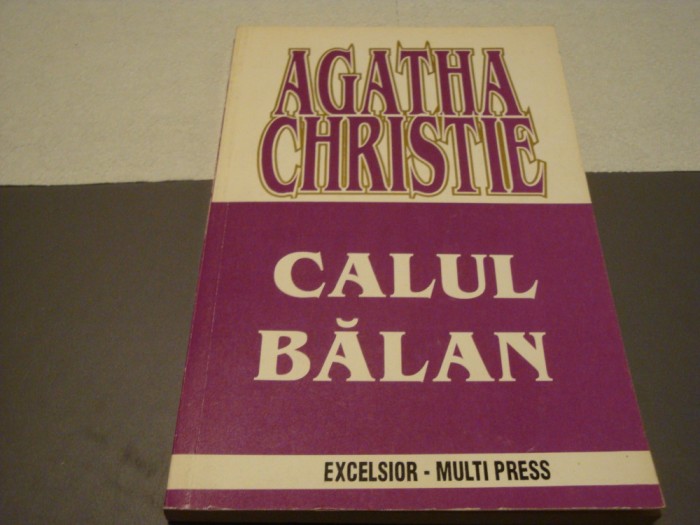 AGATHA
CHRISTIE
CALUL
BĂLAN
EXCELSIOR - MULTI PRESS